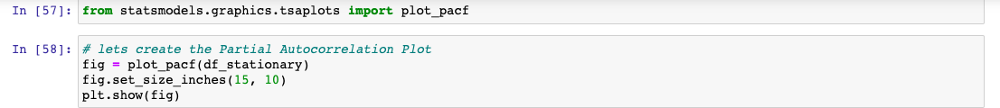 In [57]: from statsmodels.graphics.tsaplots import plot_pacf
In [58]: # lets create the Partial Autocorrelation Plot
fig = plot_pacf(df_stationary)
fig.set_size_inches(15, 10)
plt.show(fig)